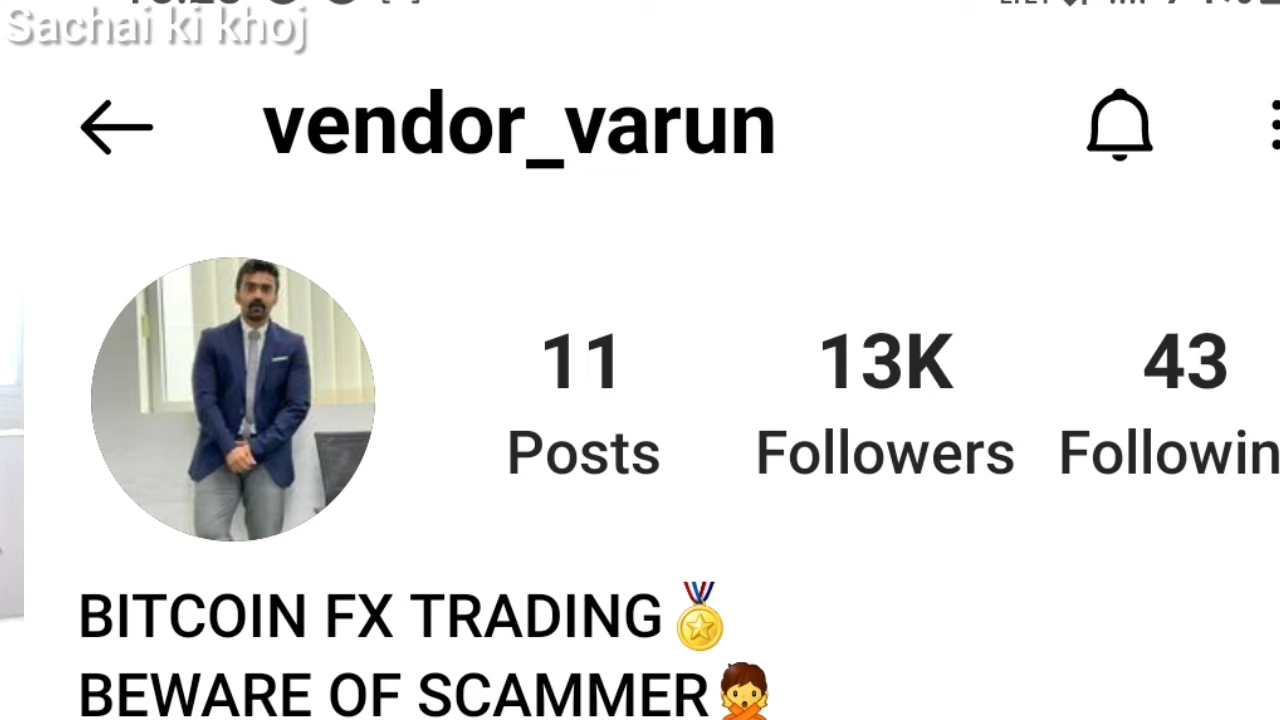 Sachai ki khoj
vendor_varun
11
Posts
13K
Followers
43
Followin
BITCOIN FX TRADING🏅
BEWARE OF SCAMMER🙅